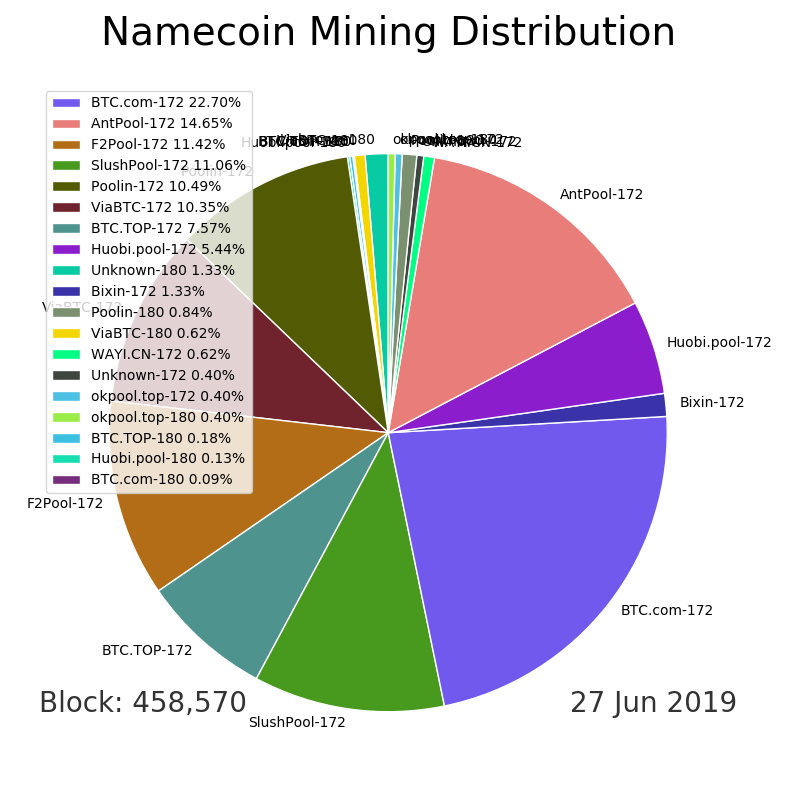 Namecoin Mining Distribution
BTC.com-172 22.70%
AntPool-172 14.65%
F2Pool-172 11.42%
SlushPool-172 11.06%
Poolin-172 10.49%
ViaBTC-172 10.35%
BTC.TOP-172 7.57%
Huobi.pool-172 5.44%
Unknown-180 1.33%
Bixin-172 1.33%
Poolin-180 0.84%
ViaBTC-180 0.62%
WAYI.CN-172 0.62%
Unknown-172 0.40%
okpool.top-172 0.40%
okpool.top-180 0.40%
BTC.TOP-180 0.18%
Huobi.pool-180 0.13%
BTC.com-180 0.09%
AntPool-172
Huobi.pool-172
Bixin-172
BTC.com-172
SlushPool-172
BTC.TOP-172
F2Pool-172
ViaBTC-172
Poolin-172
Block: 458,570
27 Jun 2019